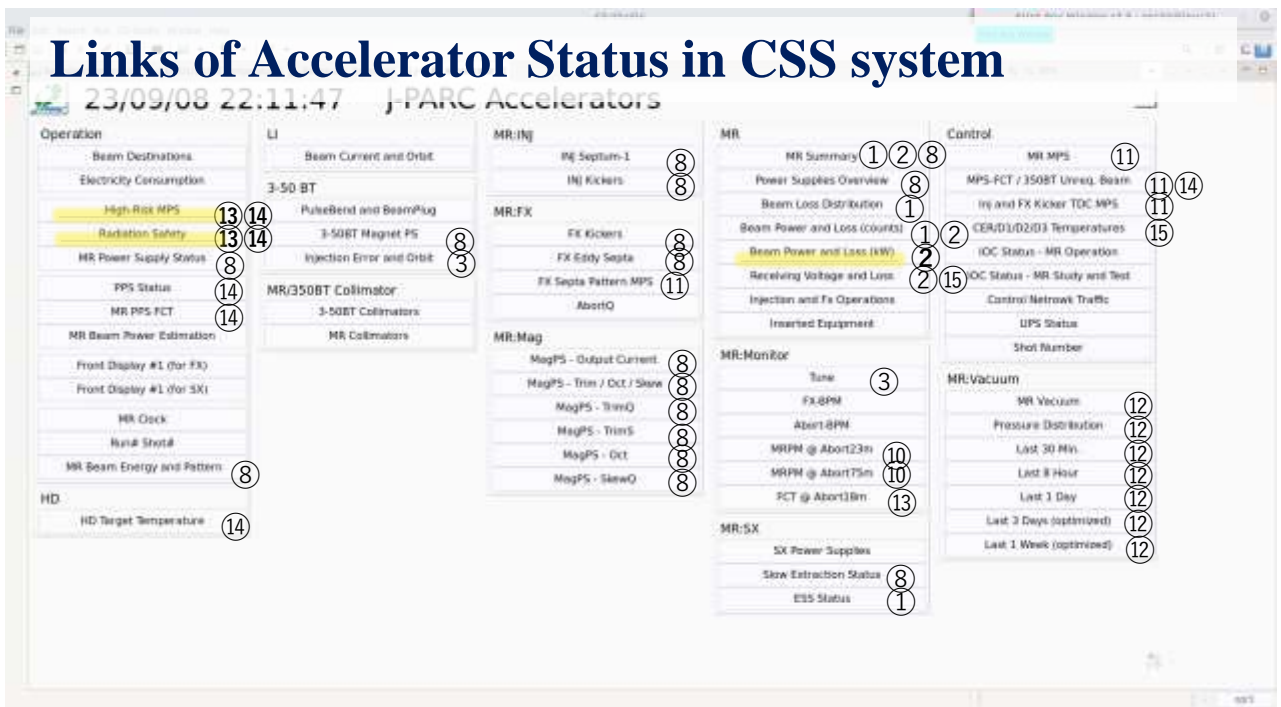 Links of Accelerator Status in CSS system
23/09/08 22:11:47 J-PARC Accelerators
Operation
Beam Destinations
Electricity Consumption
High-Risk MPS ⑬ ⑭
Radiation Safety ⑬ ⑭
MR Power Supply Status ⑧
PPS Status ⑭
MR PPS FCT ⑭
MR Beam Power Estimation
Front Display #1 (for FX)
Front Display #1 (for SX)
MR Clock
Run# Shot#
MR Beam Energy and Pattern ⑧
HD
HD Target Temperature ⑭
LI
Beam Current and Orbit
3-50 BT
PulseBend and BeamPlug
3-50BT Magnet PS ⑧
Injection Error and Orbit ③
MR/350BT Collimator
3-50BT Collimators
MR Collimators
MR:INJ
INJ Septum-1 ⑧
INJ Kickers ⑧
MR:FX
FX Kickers ⑧
FX Eddy Septa ⑧
FX Septa Pattern MPS ⑪
AbortQ
MR:Mag
MagPS - Output Current ⑧
MagPS - Trim / Oct / Skew ⑧
MagPS - TrimQ ⑧
MagPS - TrimS ⑧
MagPS - Oct ⑧
MagPS - SkewQ ⑧
MR
MR Summary ① ② ⑧
Power Supplies Overview ⑧
Beam Loss Distribution ①
Beam Power and Loss (counts) ① ②
Beam Power and Loss (kW) ②
Receiving Voltage and Loss ② ⑮
Injection and Fx Operations
Inserted Equipment
MR:Monitor
Tune ③
FX-BPM
Abort-BPM
MRPM @ Abort23m ⑩
MRPM @ Abort75m ⑩
FCT @ Abort18m ⑬
MR:SX
SX Power Supplies
Slow Extraction Status ⑧
ESS Status ①
Control
MR MPS ⑪
MPS-FCT / 350BT Unreq. Beam ⑪ ⑭
Inj and FX Kicker TDC MPS ⑪
CER/D1/D2/D3 Temperatures ⑮
IOC Status - MR Operation
IOC Status - MR Study and Test
Control Netrowk Traffic
UPS Status
Shot Number
MR:Vacuum
MR Vacuum ⑫
Pressure Distribution ⑫
Last 30 Min. ⑫
Last 8 Hour ⑫
Last 1 Day ⑫
Last 3 Days (optimized) ⑫
Last 1 Week (optimized) ⑫